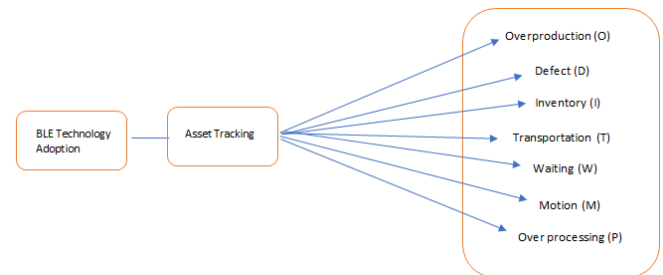 BLE Technology
Adoption
Asset Tracking
Overproduction (O)
Defect (D)
Inventory (I)
Transportation (T)
Waiting (W)
Motion (M)
Over processing (P)